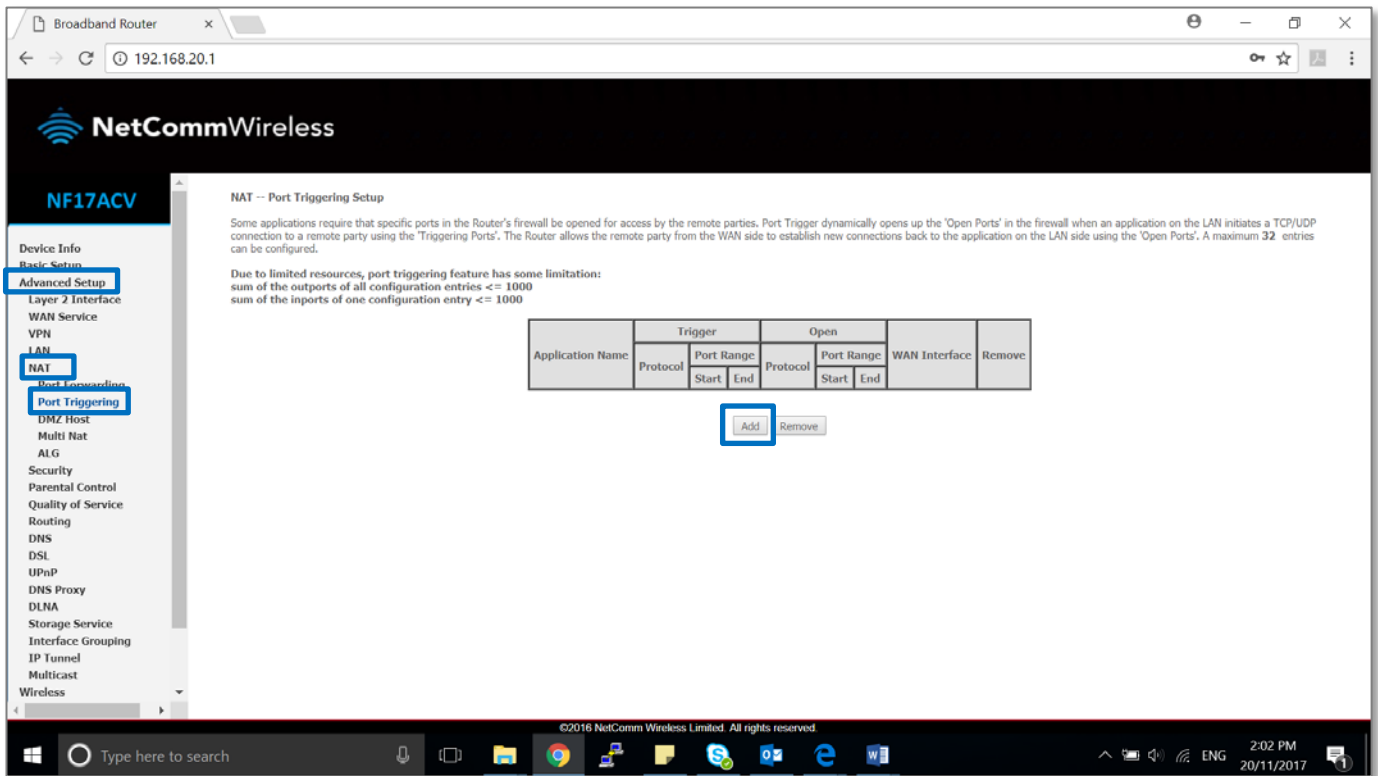 Broadband Router
192.168.20.1
NetCommWireless
NF17ACV
Device Info
Basic Setup
Advanced Setup
Layer 2 Interface
WAN Service
VPN
LAN
NAT
Port Forwarding
Port Triggering
DMZ Host
Multi Nat
ALG
Security
Parental Control
Quality of Service
Routing
DNS
DSL
UPnP
DNS Proxy
DLNA
Storage Service
Interface Grouping
IP Tunnel
Multicast
Wireless
NAT -- Port Triggering Setup
Some applications require that specific ports in the Router's firewall be opened for access by the remote parties. Port Trigger dynamically opens up the 'Open Ports' in the firewall when an application on the LAN initiates a TCP/UDP
connection to a remote party using the 'Triggering Ports'. The Router allows the remote party from the WAN side to establish new connections back to the application on the LAN side using the 'Open Ports'. A maximum 32 entries
can be configured.
Due to limited resources, port triggering feature has some limitation:
sum of the outports of all configuration entries <= 1000
sum of the inports of one configuration entry <= 1000
Trigger Open
Application Name Protocol Port Range Protocol Port Range WAN Interface Remove
Start End Start End
Add Remove
©2016 NetComm Wireless Limited. All rights reserved.
Type here to search
ENG
2:02 PM
20/11/2017
1